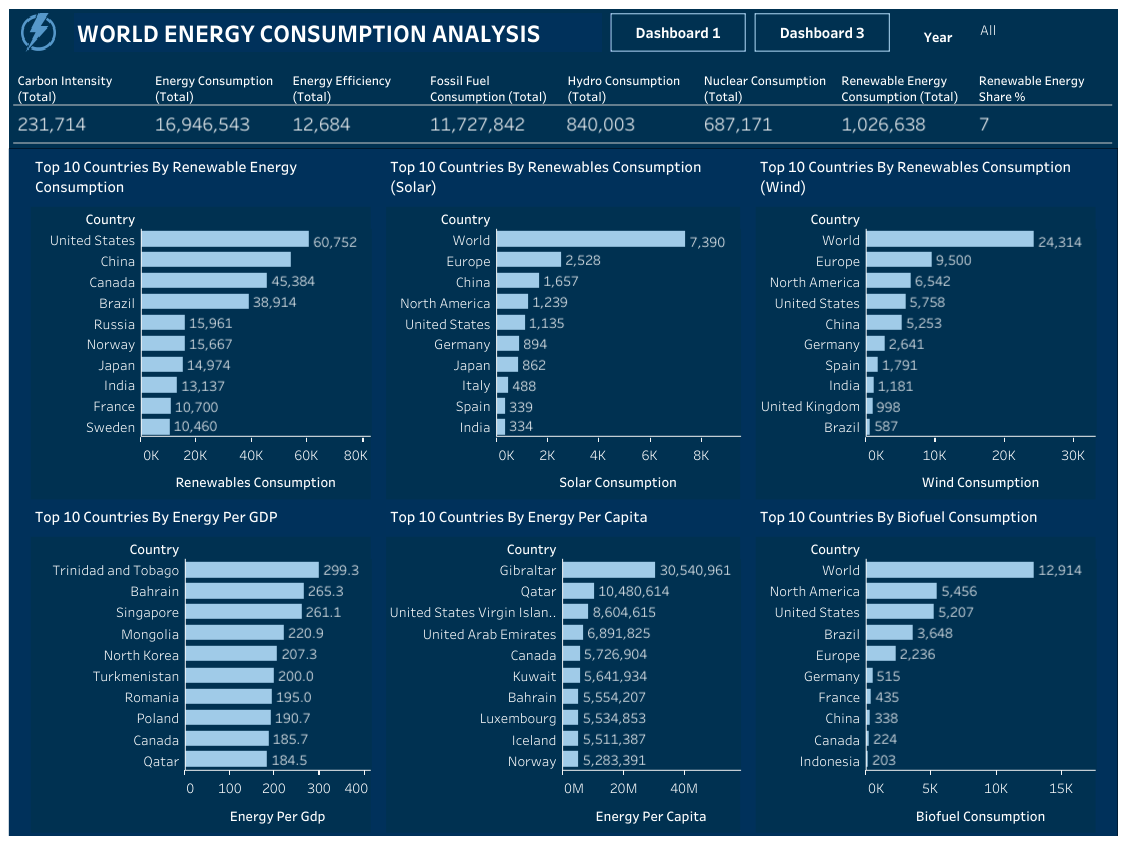 WORLD ENERGY CONSUMPTION ANALYSIS
Dashboard 1
Dashboard 3
Year
All
Carbon Intensity
(Total)
231,714
Energy Consumption
(Total)
16,946,543
Energy Efficiency
(Total)
12,684
Fossil Fuel
Consumption (Total)
11,727,842
Hydro Consumption
(Total)
840,003
Nuclear Consumption
(Total)
687,171
Renewable Energy
Consumption (Total)
1,026,638
Renewable Energy
Share %
7
Top 10 Countries By Renewable Energy
Consumption
Country
United States 60,752
China
Canada 45,384
Brazil 38,914
Russia 15,961
Norway 15,667
Japan 14,974
India 13,137
France 10,700
Sweden 10,460
0K 20K 40K 60K 80K
Renewables Consumption
Top 10 Countries By Renewables Consumption
(Solar)
Country
World 7,390
Europe 2,528
China 1,657
North America 1,239
United States 1,135
Germany 894
Japan 862
Italy 488
Spain 339
India 334
0K 2K 4K 6K 8K
Solar Consumption
Top 10 Countries By Renewables Consumption
(Wind)
Country
World 24,314
Europe 9,500
North America 6,542
United States 5,758
China 5,253
Germany 2,641
Spain 1,791
India 1,181
United Kingdom 998
Brazil 587
0K 10K 20K 30K
Wind Consumption
Top 10 Countries By Energy Per GDP
Country
Trinidad and Tobago 299.3
Bahrain 265.3
Singapore 261.1
Mongolia 220.9
North Korea 207.3
Turkmenistan 200.0
Romania 195.0
Poland 190.7
Canada 185.7
Qatar 184.5
0 100 200 300 400
Energy Per Gdp
Top 10 Countries By Energy Per Capita
Country
Gibraltar 30,540,961
Qatar 10,480,614
United States Virgin Islan.. 8,604,615
United Arab Emirates 6,891,825
Canada 5,726,904
Kuwait 5,641,934
Bahrain 5,554,207
Luxembourg 5,534,853
Iceland 5,511,387
Norway 5,283,391
0M 20M 40M
Energy Per Capita
Top 10 Countries By Biofuel Consumption
Country
World 12,914
North America 5,456
United States 5,207
Brazil 3,648
Europe 2,236
Germany 515
France 435
China 338
Canada 224
Indonesia 203
0K 5K 10K 15K
Biofuel Consumption